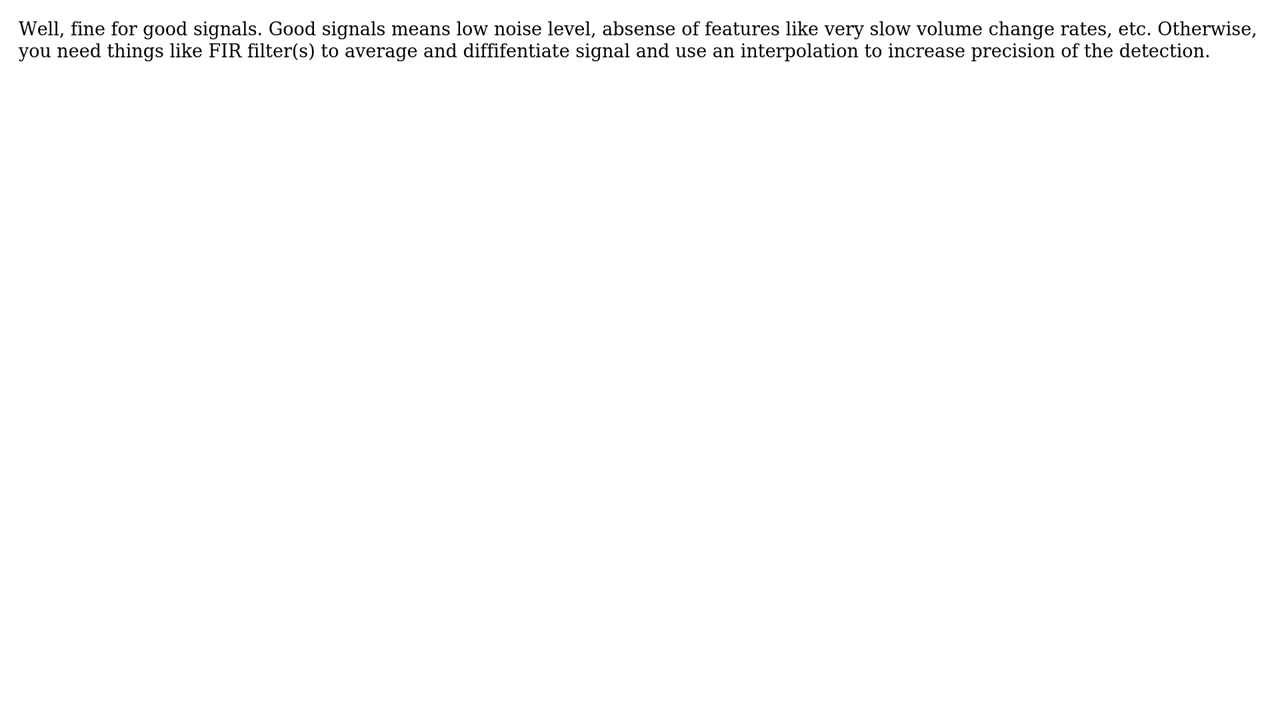 Well, fine for good signals. Good signals means low noise level, absense of features like very slow volume change rates, etc. Otherwise,
you need things like FIR filter(s) to average and diffifentiate signal and use an interpolation to increase precision of the detection.